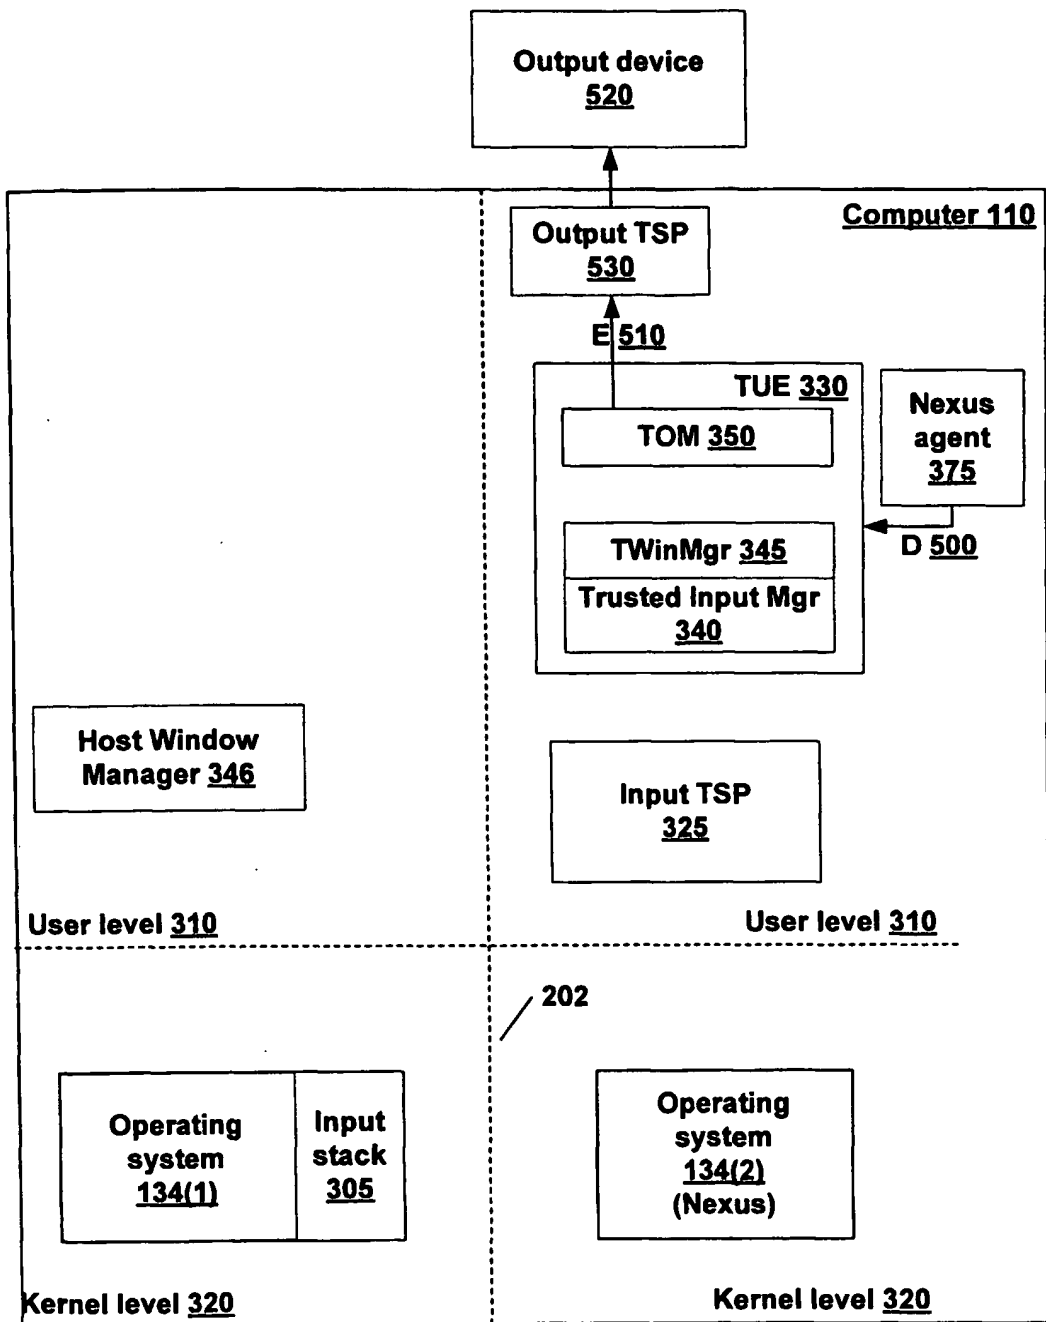 Output device
520
Computer 110
Output TSP
530
E 510
TUE 330
TOM 350
Nexus
agent
375
D 500
TWinMgr 345
Trusted Input Mgr
340
Host Window
Manager 346
Input TSP
325
User level 310
User level 310
202
Operating
system
134(1)
Input
stack
305
Operating
system
134(2)
(Nexus)
Kernel level 320
Kernel level 320